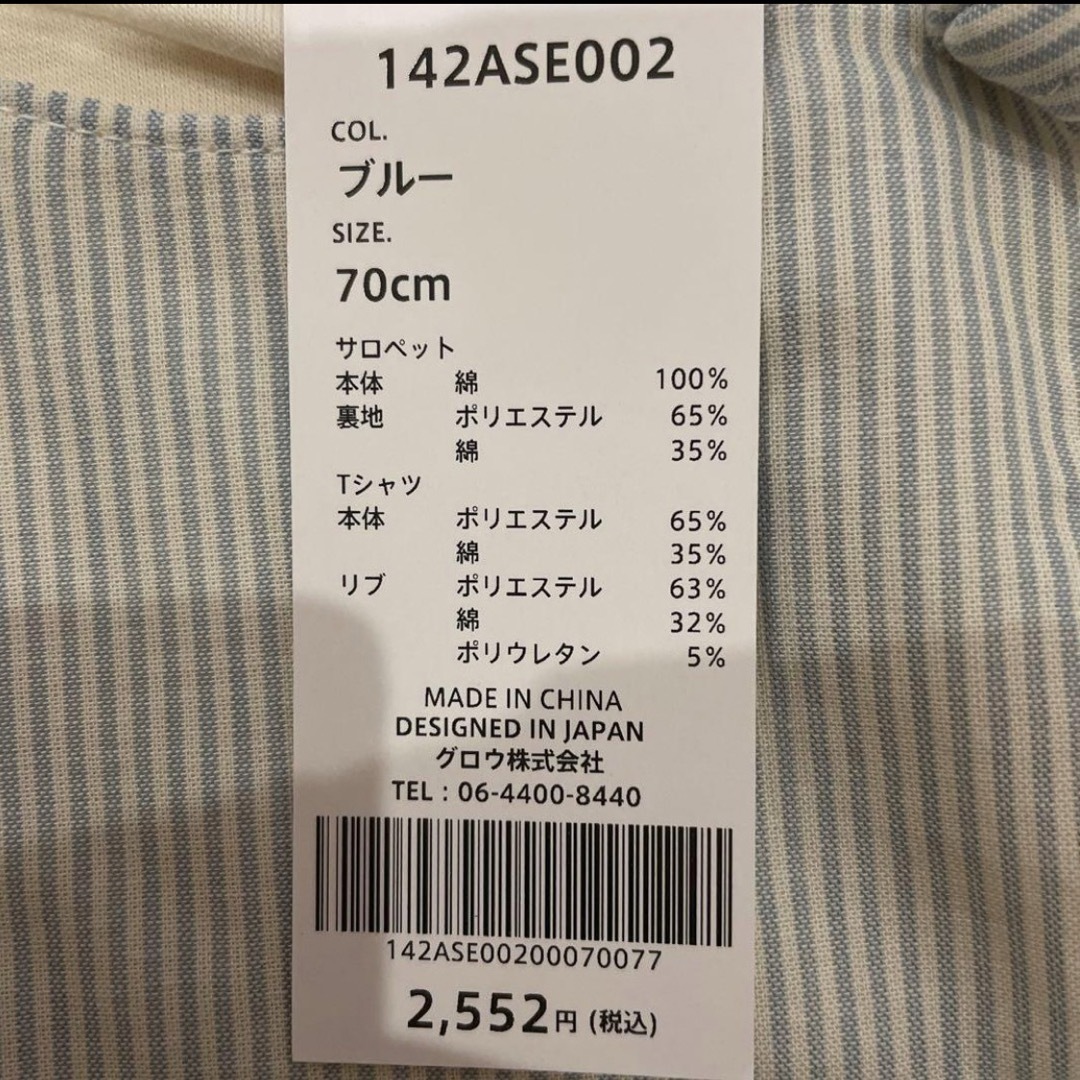 142ASE002
COL.
ブルー
SIZE.
70cm
サロペット
本体 綿 100%
裏地 ポリエステル 65%
綿 35%
Tシャツ
本体 ポリエステル 65%
綿 35%
リブ ポリエステル 63%
綿 32%
ポリウレタン 5%
MADE IN CHINA
DESIGNED IN JAPAN
グロウ株式会社
TEL : 06-4400-8440
142ASE00200070077
2,552円 (税込)